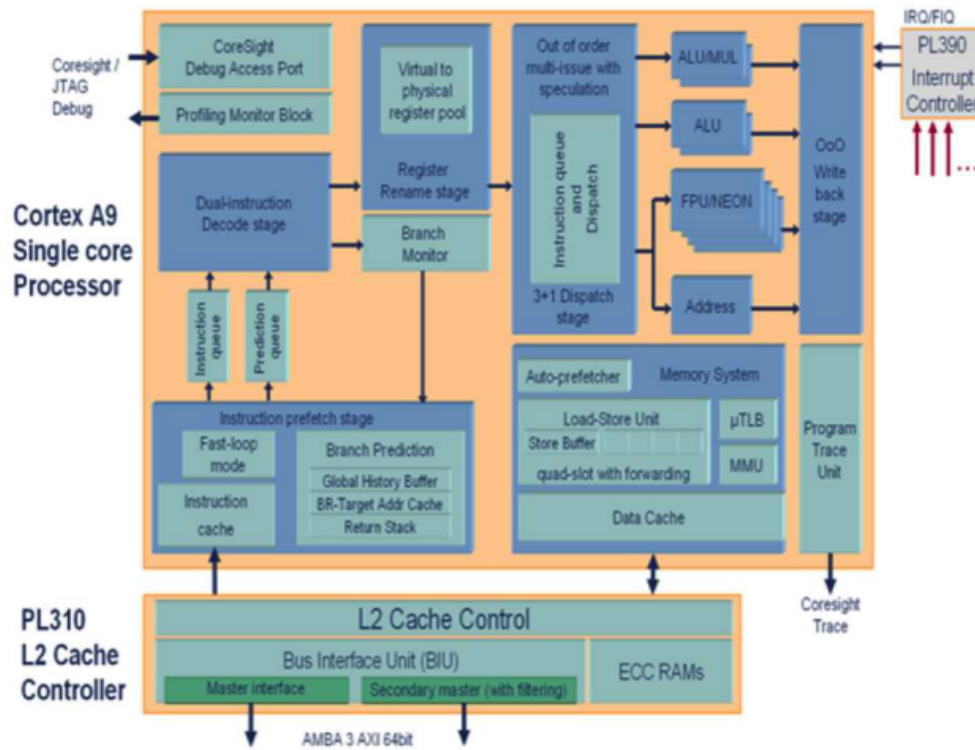 IRQ/FIQ
PL390
Interrupt
Controller
...
Coresight /
JTAG
Debug
CoreSight
Debug Access Port
Profiling Monitor Block
Virtual to
physical
register pool
Register
Rename stage
Out of order
multi-issue with
speculation
Instruction queue
and
Dispatch
3+1 Dispatch
stage
ALU/MUL
ALU
FPU/NEON
Address
OoO
Write
back
stage
Cortex A9
Single core
Processor
Dual-instruction
Decode stage
Branch
Monitor
Instruction
queue
Prediction
queue
Instruction prefetch stage
Fast-loop
mode
Instruction
cache
Branch Prediction
Global History Buffer
BR-Target Addr Cache
Return Stack
Auto-prefetcher
Memory System
Load-Store Unit
Store Buffer
quad-slot with forwarding
µTLB
MMU
Data Cache
Program
Trace
Unit
Coresight
Trace
PL310
L2 Cache
Controller
L2 Cache Control
Bus Interface Unit (BIU)
Master interface
Secondary master (with filtering)
ECC RAMs
AMBA 3 AXI 64bit